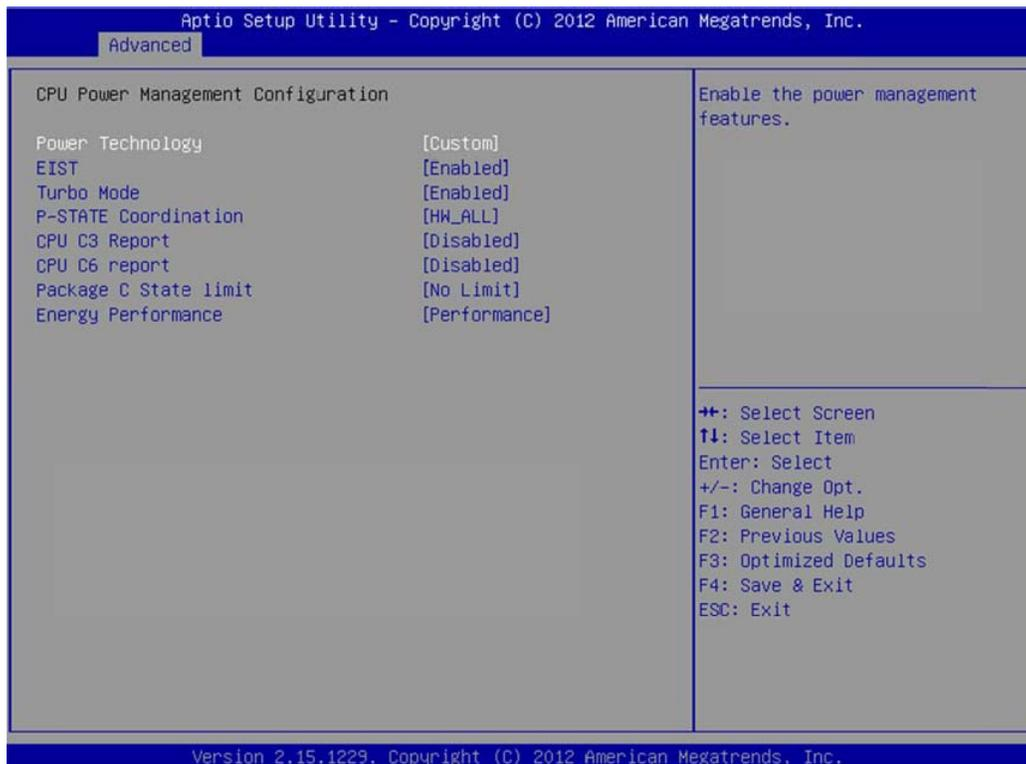 Aptio Setup Utility – Copyright (C) 2012 American Megatrends, Inc.
Advanced
CPU Power Management Configuration
Power Technology [Custom]
EIST [Enabled]
Turbo Mode [Enabled]
P-STATE Coordination [HW_ALL]
CPU C3 Report [Disabled]
CPU C6 report [Disabled]
Package C State limit [No Limit]
Energy Performance [Performance]
Enable the power management
features.
→←: Select Screen
↑↓: Select Item
Enter: Select
+/-: Change Opt.
F1: General Help
F2: Previous Values
F3: Optimized Defaults
F4: Save & Exit
ESC: Exit
Version 2.15.1229. Copyright (C) 2012 American Megatrends, Inc.